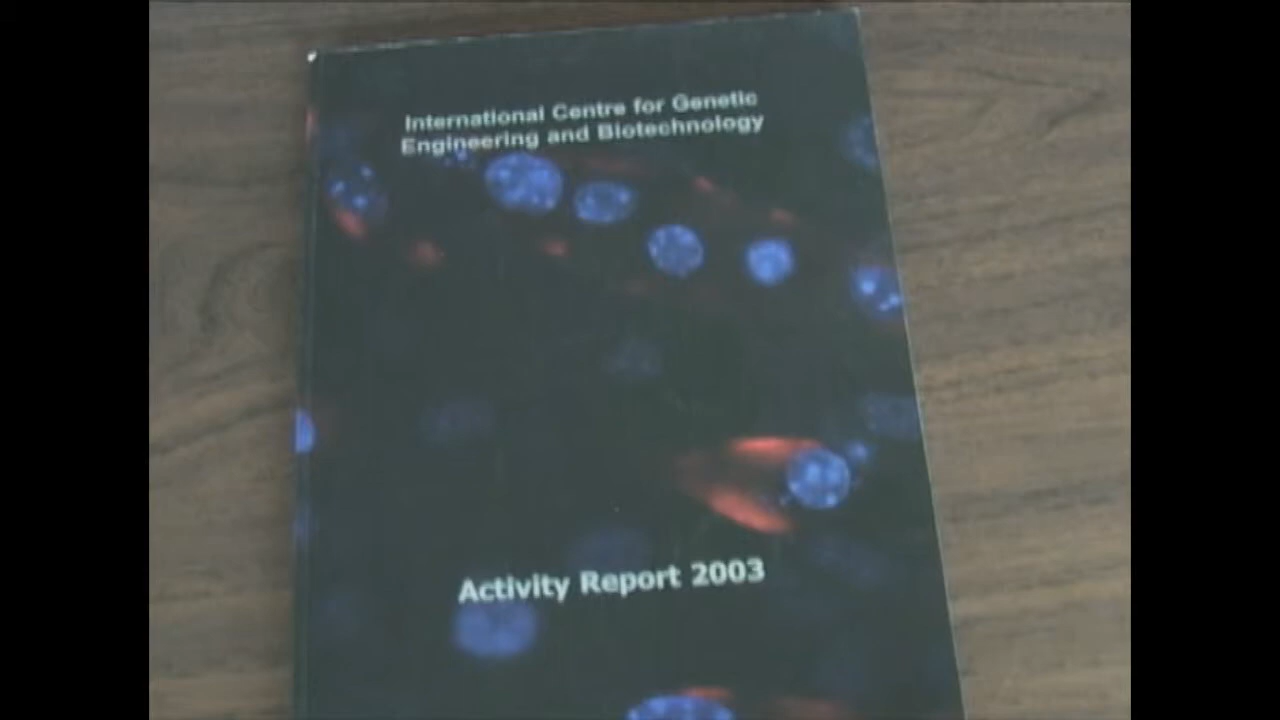 International Centre for Genetic
Engineering and Biotechnology
Activity Report 2003